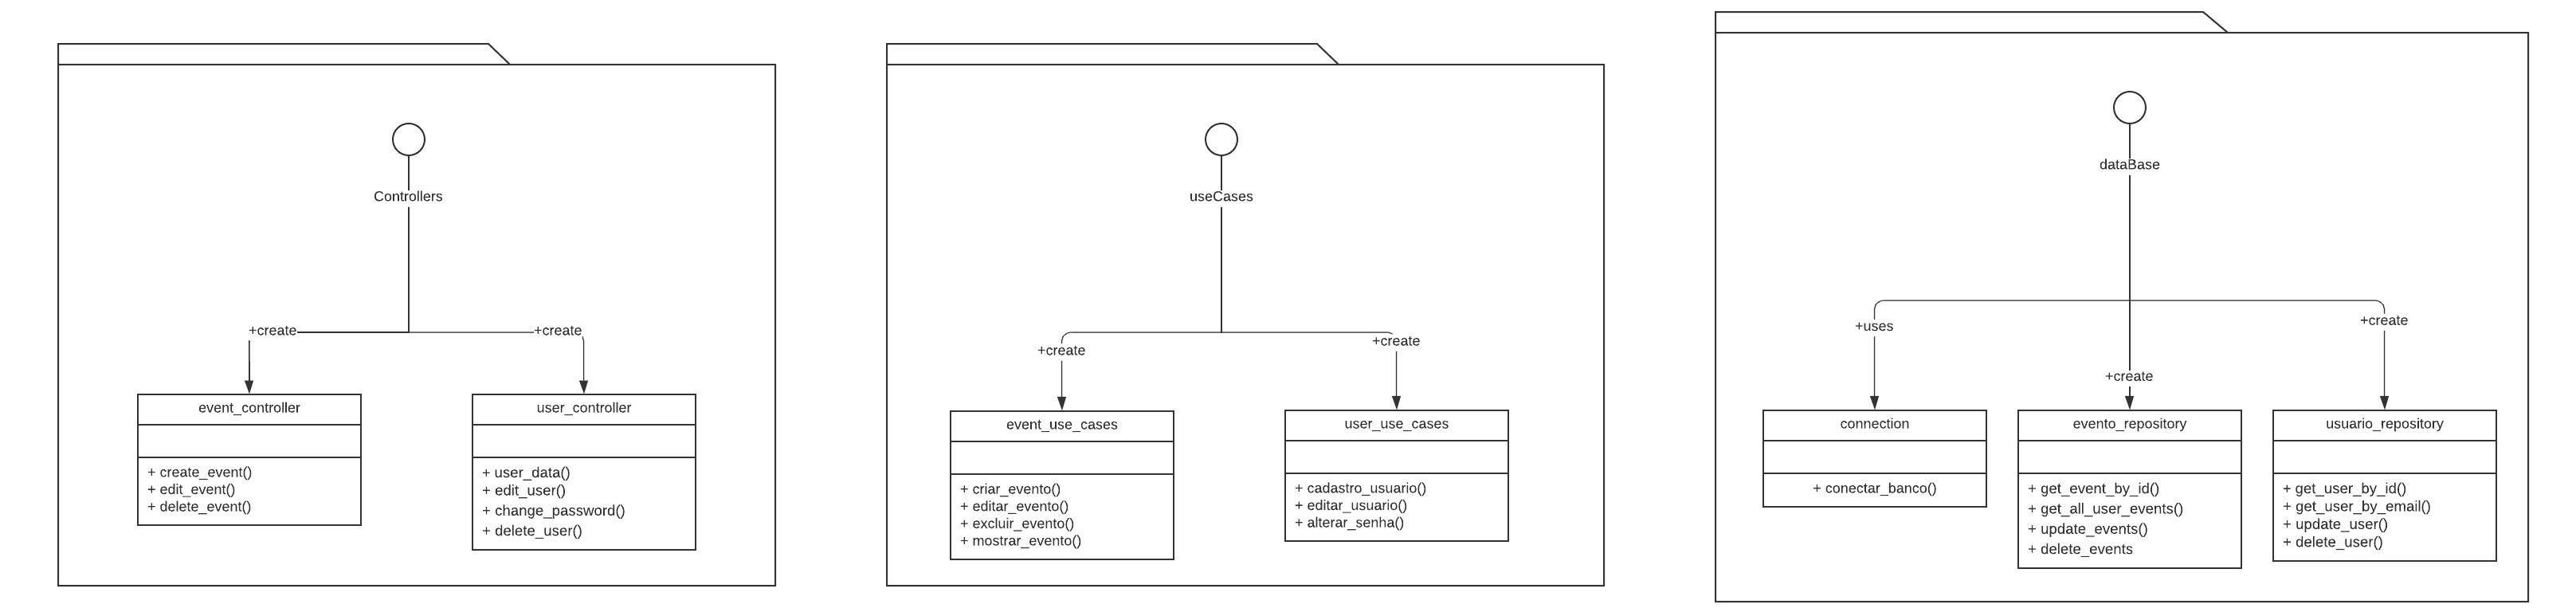 Controllers
+create
+create
event_controller
+ create_event()
+ edit_event()
+ delete_event()
user_controller
+ user_data()
+ edit_user()
+ change_password()
+ delete_user()
useCases
+create
+create
event_use_cases
+ criar_evento()
+ editar_evento()
+ excluir_evento()
+ mostrar_evento()
user_use_cases
+ cadastro_usuario()
+ editar_usuario()
+ alterar_senha()
dataBase
+uses
+create
+create
connection
+ conectar_banco()
evento_repository
+ get_event_by_id()
+ get_all_user_events()
+ update_events()
+ delete_events
usuario_repository
+ get_user_by_id()
+ get_user_by_email()
+ update_user()
+ delete_user()